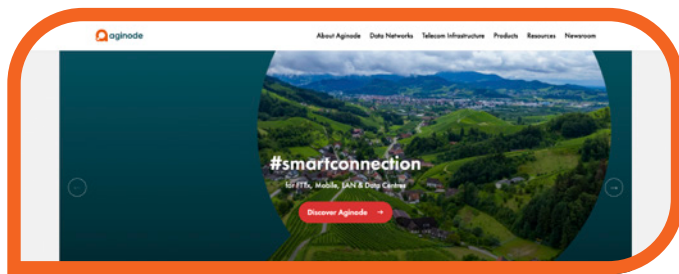 aginode
About Aginode Data Networks Telecom Infrastructure Products Resources Newsroom
#smartconnection
for FTTx, Mobile, LAN & Data Centres
Discover Aginode →